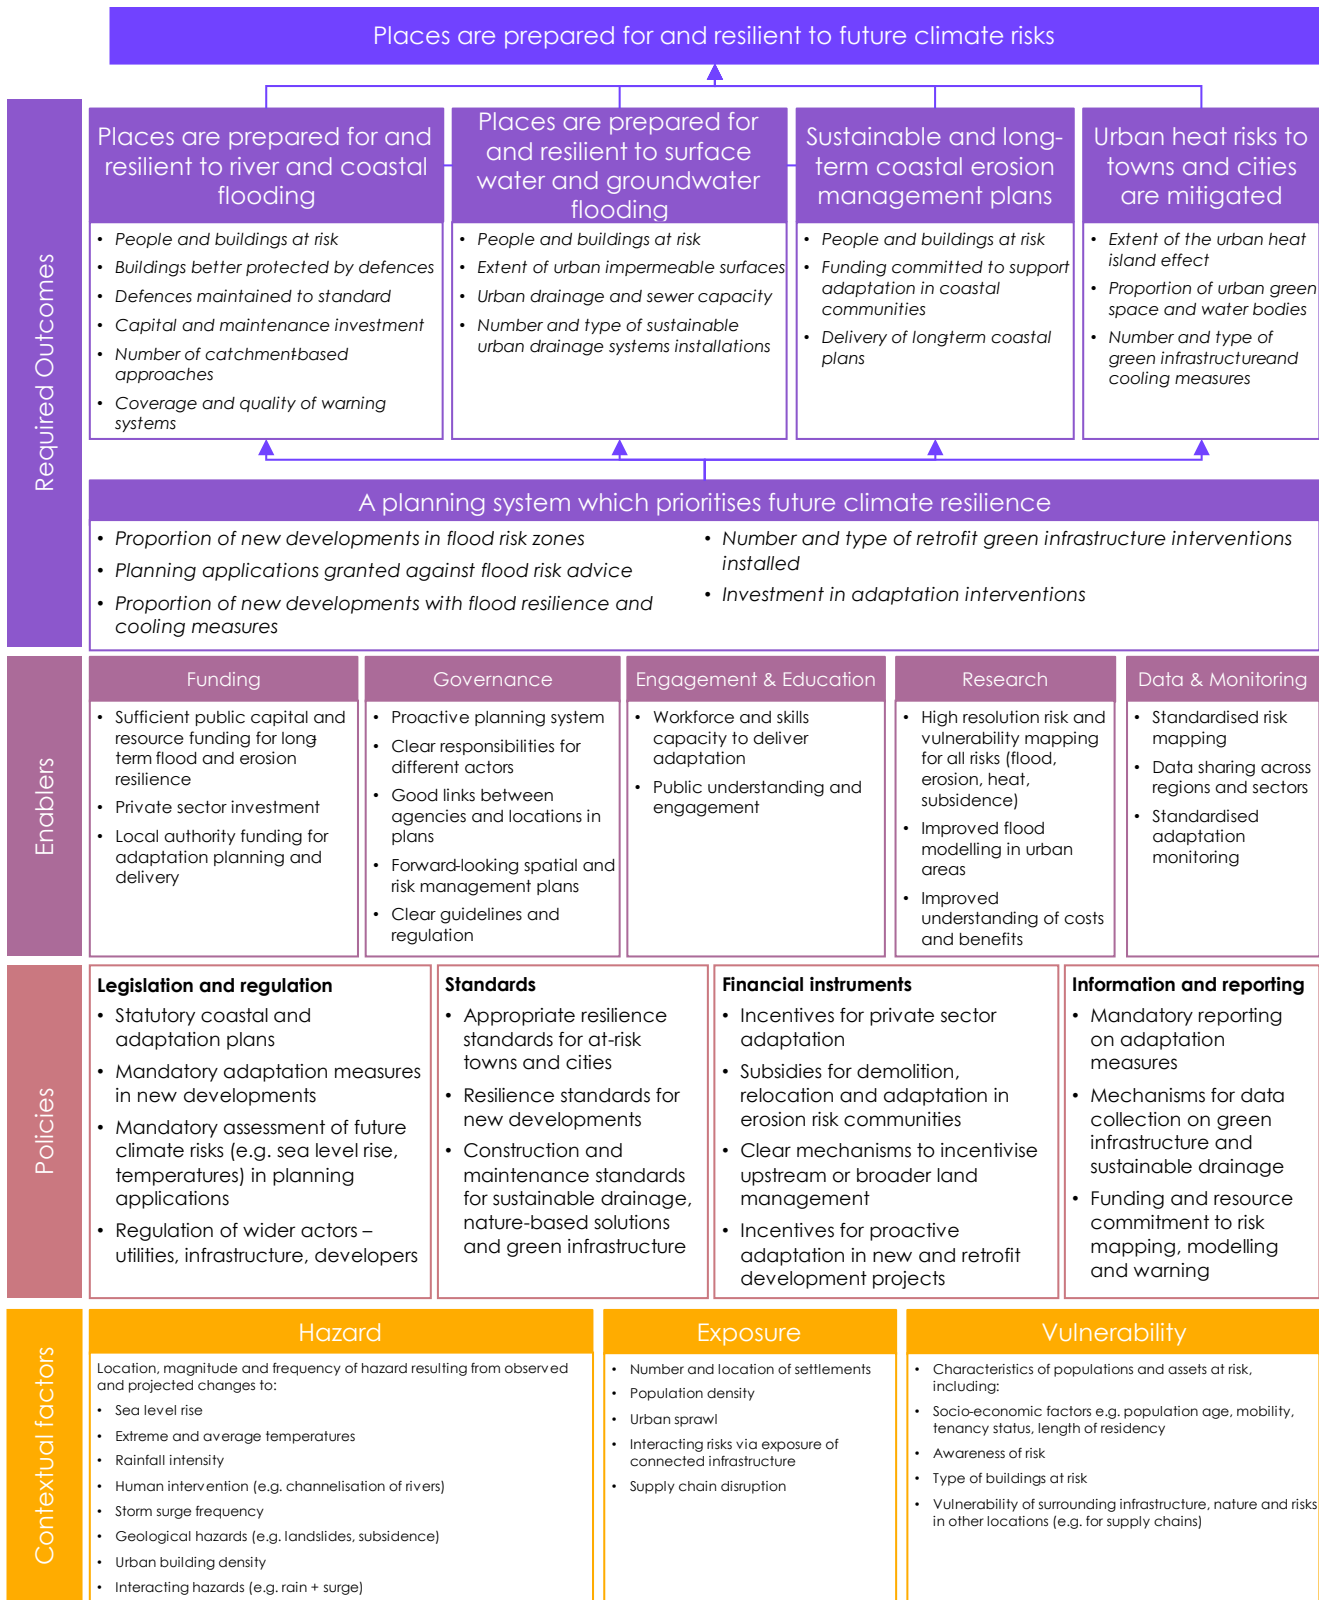 Places are prepared for and resilient to future climate risks
Required Outcomes
Places are prepared for and
resilient to river and coastal
flooding
• People and buildings at risk
• Buildings better protected by defences
• Defences maintained to standard
• Capital and maintenance investment
• Number of catchmentbased
approaches
• Coverage and quality of warning
systems
Places are prepared for
and resilient to surface
water and groundwater
flooding
• People and buildings at risk
• Extent of urban impermeable surfaces
• Urban drainage and sewer capacity
• Number and type of sustainable
urban drainage systems installations
Sustainable and long-
term coastal erosion
management plans
• People and buildings at risk
• Funding committed to support
adaptation in coastal
communities
• Delivery of long-term coastal
plans
Urban heat risks to
towns and cities
are mitigated
• Extent of the urban heat
island effect
• Proportion of urban green
space and water bodies
• Number and type of
green infrastructureand
cooling measures
A planning system which prioritises future climate resilience
• Proportion of new developments in flood risk zones
• Planning applications granted against flood risk advice
• Proportion of new developments with flood resilience and
cooling measures
• Number and type of retrofit green infrastructure interventions
installed
• Investment in adaptation interventions
Enablers
Funding
• Sufficient public capital and
resource funding for long-
term flood and erosion
resilience
• Private sector investment
• Local authority funding for
adaptation planning and
delivery
Governance
• Proactive planning system
• Clear responsibilities for
different actors
• Good links between
agencies and locations in
plans
• Forward-looking spatial and
risk management plans
• Clear guidelines and
regulation
Engagement & Education
• Workforce and skills
capacity to deliver
adaptation
• Public understanding and
engagement
Research
• High resolution risk and
vulnerability mapping
for all risks (flood,
erosion, heat,
subsidence)
• Improved flood
modelling in urban
areas
• Improved
understanding of costs
and benefits
Data & Monitoring
• Standardised risk
mapping
• Data sharing across
regions and sectors
• Standardised
adaptation
monitoring
Policies
Legislation and regulation
• Statutory coastal and
adaptation plans
• Mandatory adaptation measures
in new developments
• Mandatory assessment of future
climate risks (e.g. sea level rise,
temperatures) in planning
applications
• Regulation of wider actors –
utilities, infrastructure, developers
Standards
• Appropriate resilience
standards for at-risk
towns and cities
• Resilience standards for
new developments
• Construction and
maintenance standards
for sustainable drainage,
nature-based solutions
and green infrastructure
Financial instruments
• Incentives for private sector
adaptation
• Subsidies for demolition,
relocation and adaptation in
erosion risk communities
• Clear mechanisms to incentivise
upstream or broader land
management
• Incentives for proactive
adaptation in new and retrofit
development projects
Information and reporting
• Mandatory reporting
on adaptation
measures
• Mechanisms for data
collection on green
infrastructure and
sustainable drainage
• Funding and resource
commitment to risk
mapping, modelling
and warning
Contextual factors
Hazard
Location, magnitude and frequency of hazard resulting from observed
and projected changes to:
• Sea level rise
• Extreme and average temperatures
• Rainfall intensity
• Human intervention (e.g. channelisation of rivers)
• Storm surge frequency
• Geological hazards (e.g. landslides, subsidence)
• Urban building density
• Interacting hazards (e.g. rain + surge)
Exposure
• Number and location of settlements
• Population density
• Urban sprawl
• Interacting risks via exposure of
connected infrastructure
• Supply chain disruption
Vulnerability
• Characteristics of populations and assets at risk,
including:
• Socio-economic factors e.g. population age, mobility,
tenancy status, length of residency
• Awareness of risk
• Type of buildings at risk
• Vulnerability of surrounding infrastructure, nature and risks
in other locations (e.g. for supply chains)